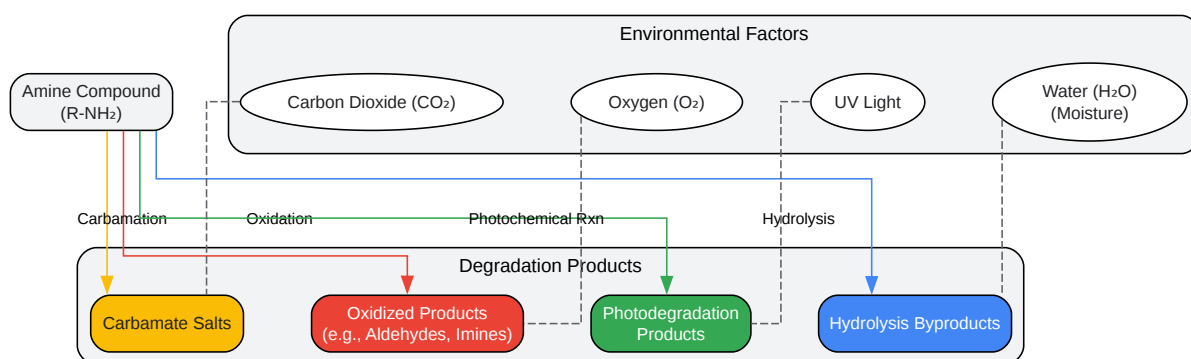 Environmental Factors
Amine Compound
(R-NH₂)
Carbon Dioxide (CO₂)
Oxygen (O₂)
UV Light
Water (H₂O)
(Moisture)
Carbamation
Oxidation
Photochemical Rxn
Hydrolysis
Degradation Products
Carbamate Salts
Oxidized Products
(e.g., Aldehydes, Imines)
Photodegradation
Products
Hydrolysis Byproducts